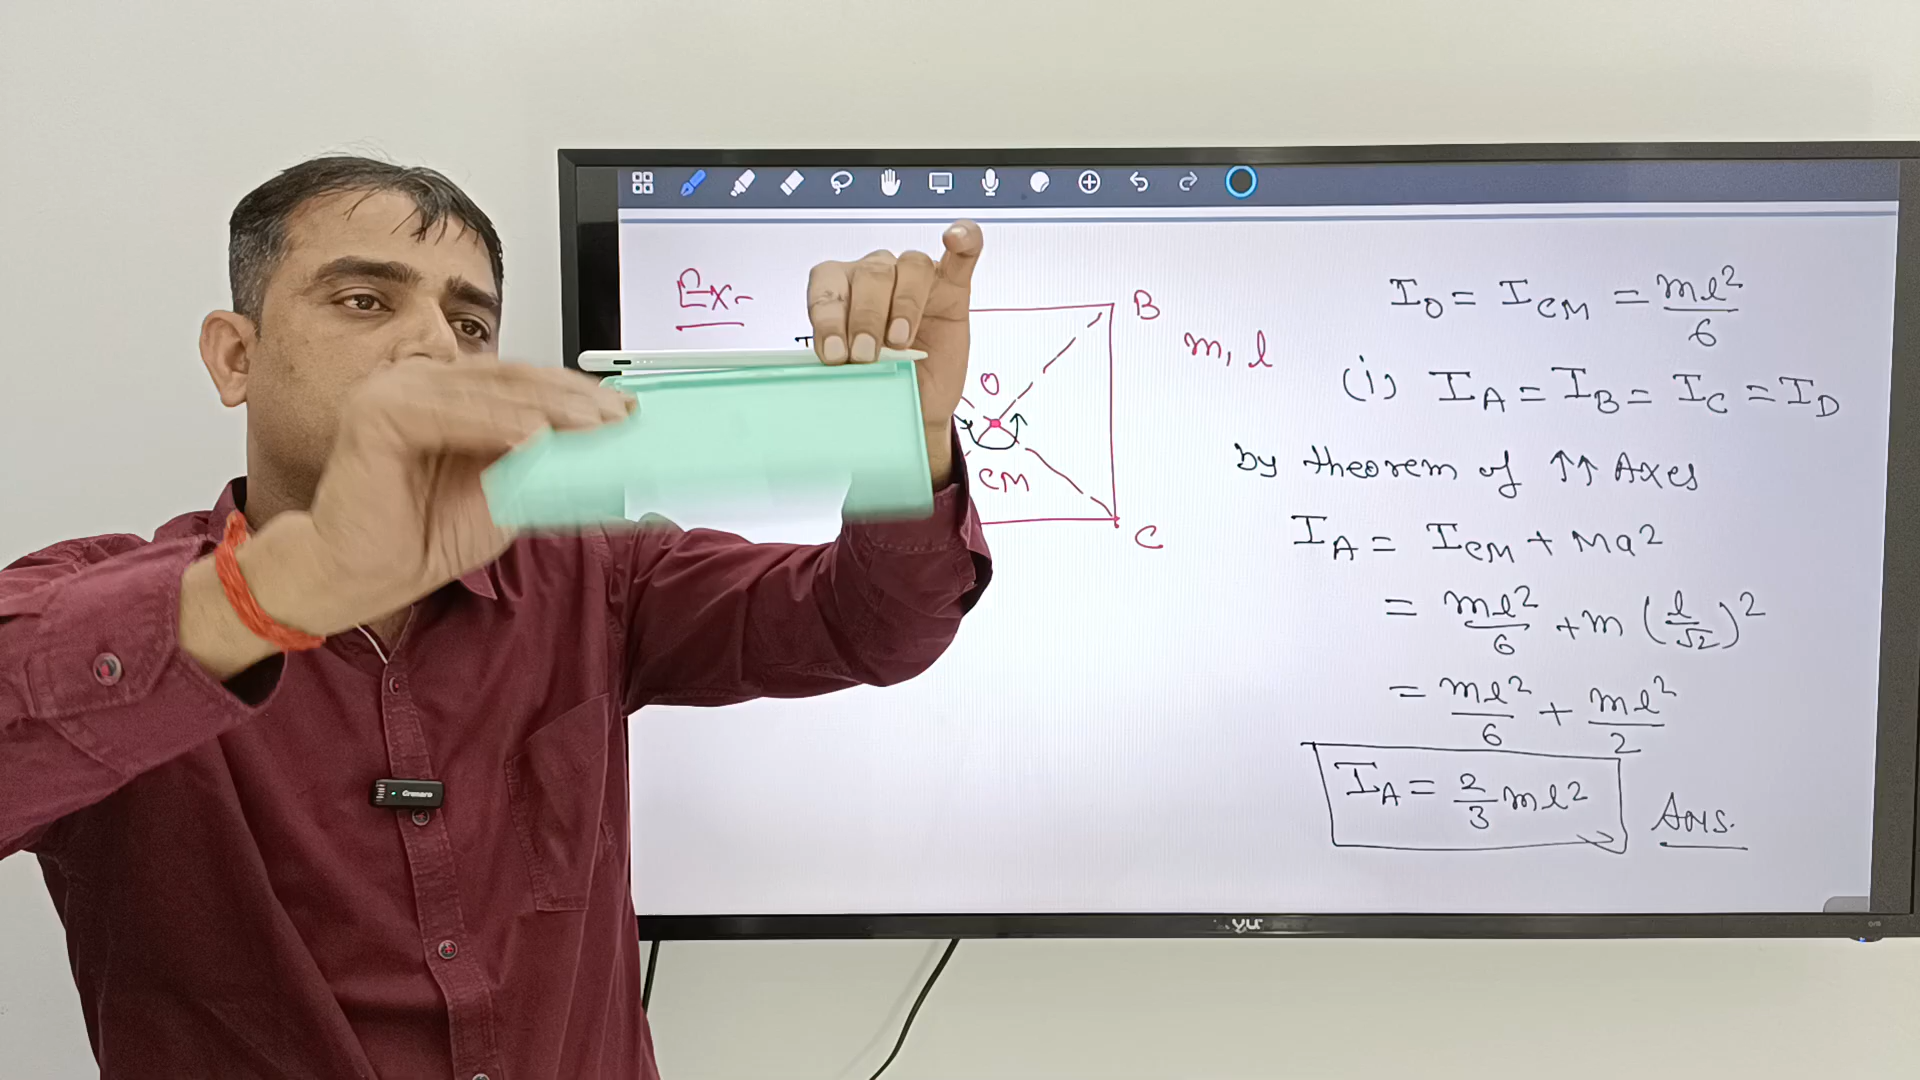 Ex-
B
m, l
O
CM
C
I_O = I_CM = ml²/6
(i) I_A = I_B = I_C = I_D
by theorem of ↑↑ Axes
I_A = I_CM + Ma²
= ml²/6 + m (l/√2)²
= ml²/6 + ml²/2
I_A = 2/3 ml²
Ans.